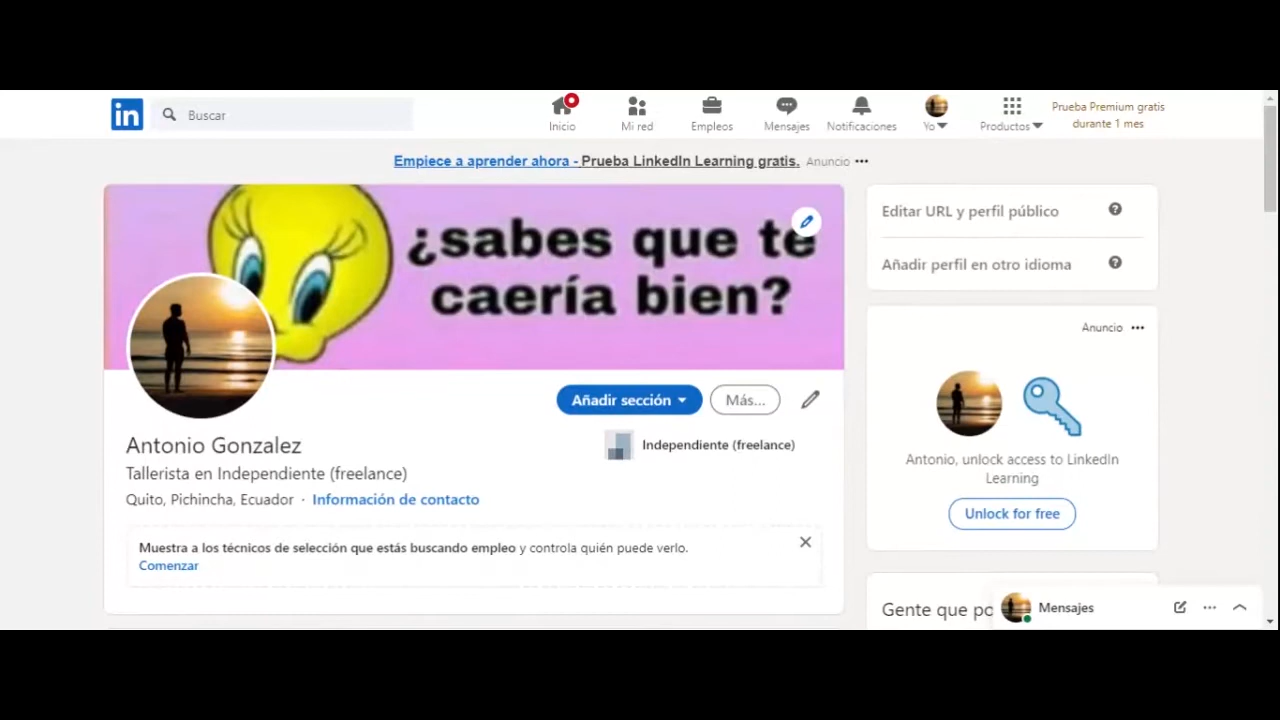 in
Buscar
Inicio
Mi red
Empleos
Mensajes
Notificaciones
Yo
Productos
Prueba Premium gratis
durante 1 mes
Empiece a aprender ahora - Prueba LinkedIn Learning gratis. Anuncio
¿sabes que te
caería bien?
Añadir sección
Más...
Antonio Gonzalez
Tallerista en Independiente (freelance)
Quito, Pichincha, Ecuador · Información de contacto
Independiente (freelance)
Muestra a los técnicos de selección que estás buscando empleo y controla quién puede verlo.
Comenzar
Editar URL y perfil público
Añadir perfil en otro idioma
Anuncio
Antonio, unlock access to LinkedIn
Learning
Unlock for free
Gente que po
Mensajes